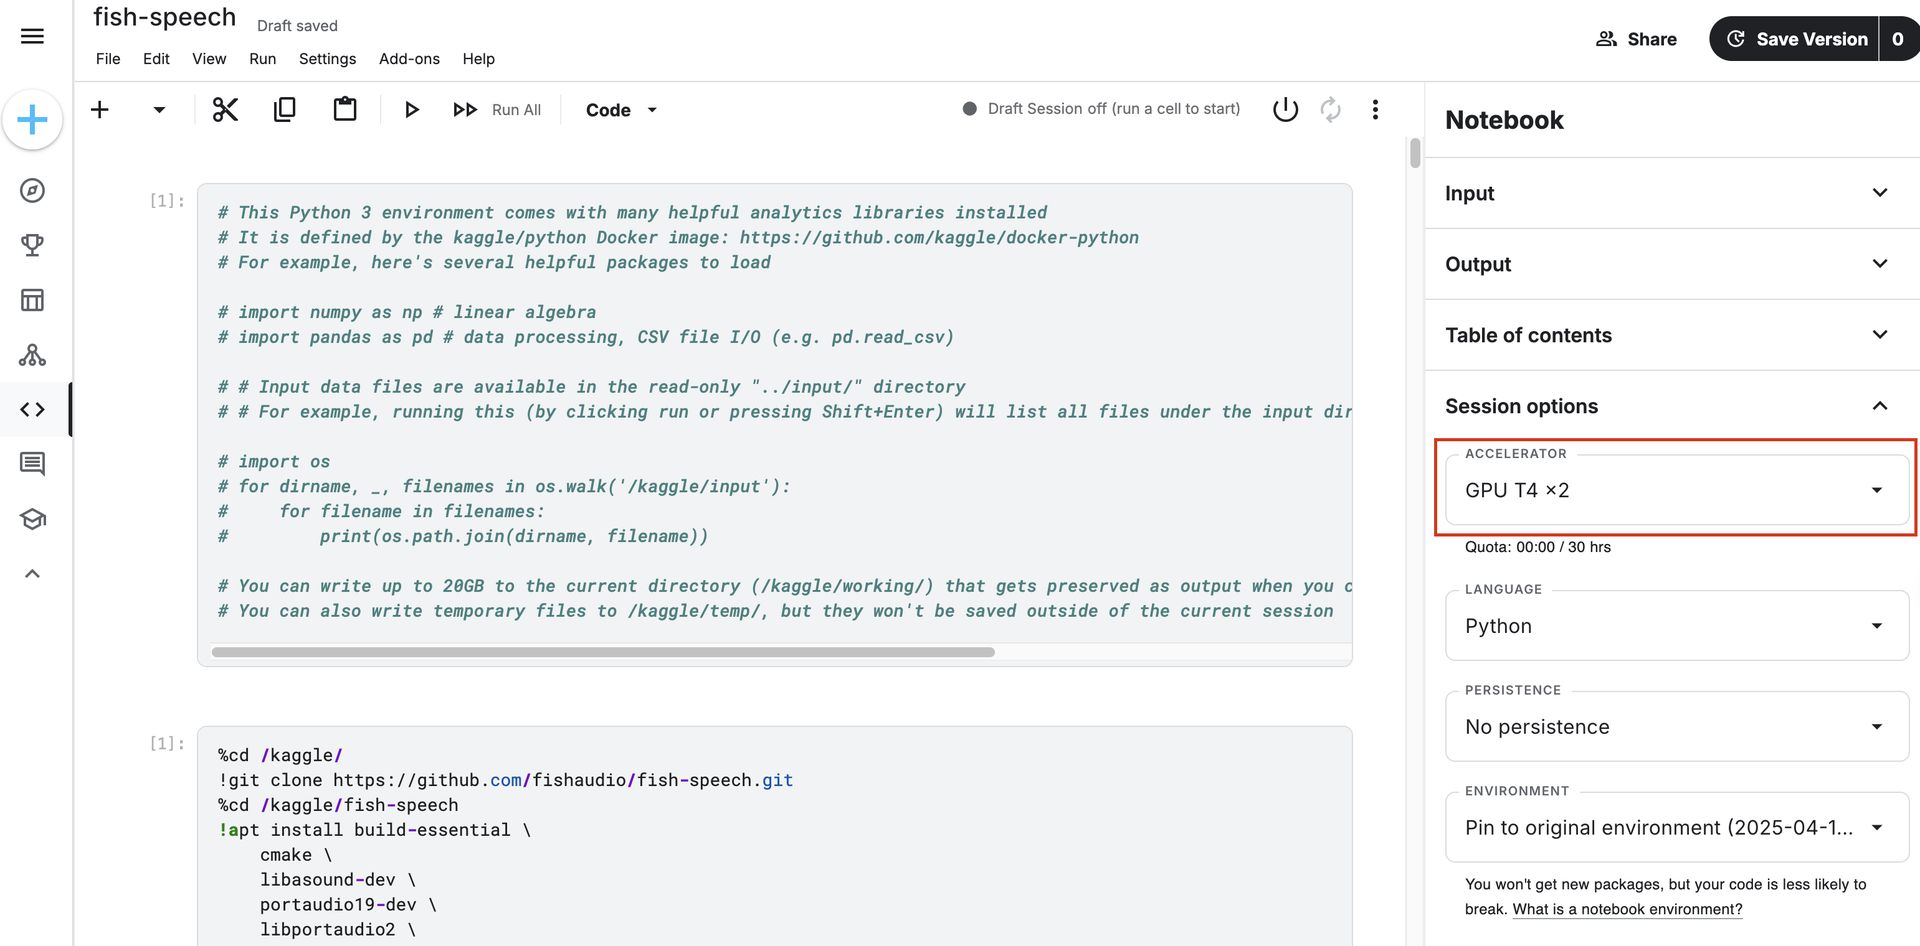 fish-speech
Draft saved
File Edit View Run Settings Add-ons Help
Share
Save Version
0
Run All
Code
Draft Session off (run a cell to start)
[1]:
# This Python 3 environment comes with many helpful analytics libraries installed
# It is defined by the kaggle/python Docker image: https://github.com/kaggle/docker-python
# For example, here's several helpful packages to load
# import numpy as np # linear algebra
# import pandas as pd # data processing, CSV file I/O (e.g. pd.read_csv)
# # Input data files are available in the read-only "../input/" directory
# # For example, running this (by clicking run or pressing Shift+Enter) will list all files under the input dir
# import os
# for dirname, _, filenames in os.walk('/kaggle/input'):
#     for filename in filenames:
#         print(os.path.join(dirname, filename))
# You can write up to 20GB to the current directory (/kaggle/working/) that gets preserved as output when you c
# You can also write temporary files to /kaggle/temp/, but they won't be saved outside of the current session
[1]:
%cd /kaggle/
!git clone https://github.com/fishaudio/fish-speech.git
%cd /kaggle/fish-speech
!apt install build-essential \
    cmake \
    libasound-dev \
    portaudio19-dev \
    libportaudio2 \
Notebook
Input
Output
Table of contents
Session options
ACCELERATOR
GPU T4 ×2
Quota: 00:00 / 30 hrs
LANGUAGE
Python
PERSISTENCE
No persistence
ENVIRONMENT
Pin to original environment (2025-04-1...
You won't get new packages, but your code is less likely to
break. What is a notebook environment?